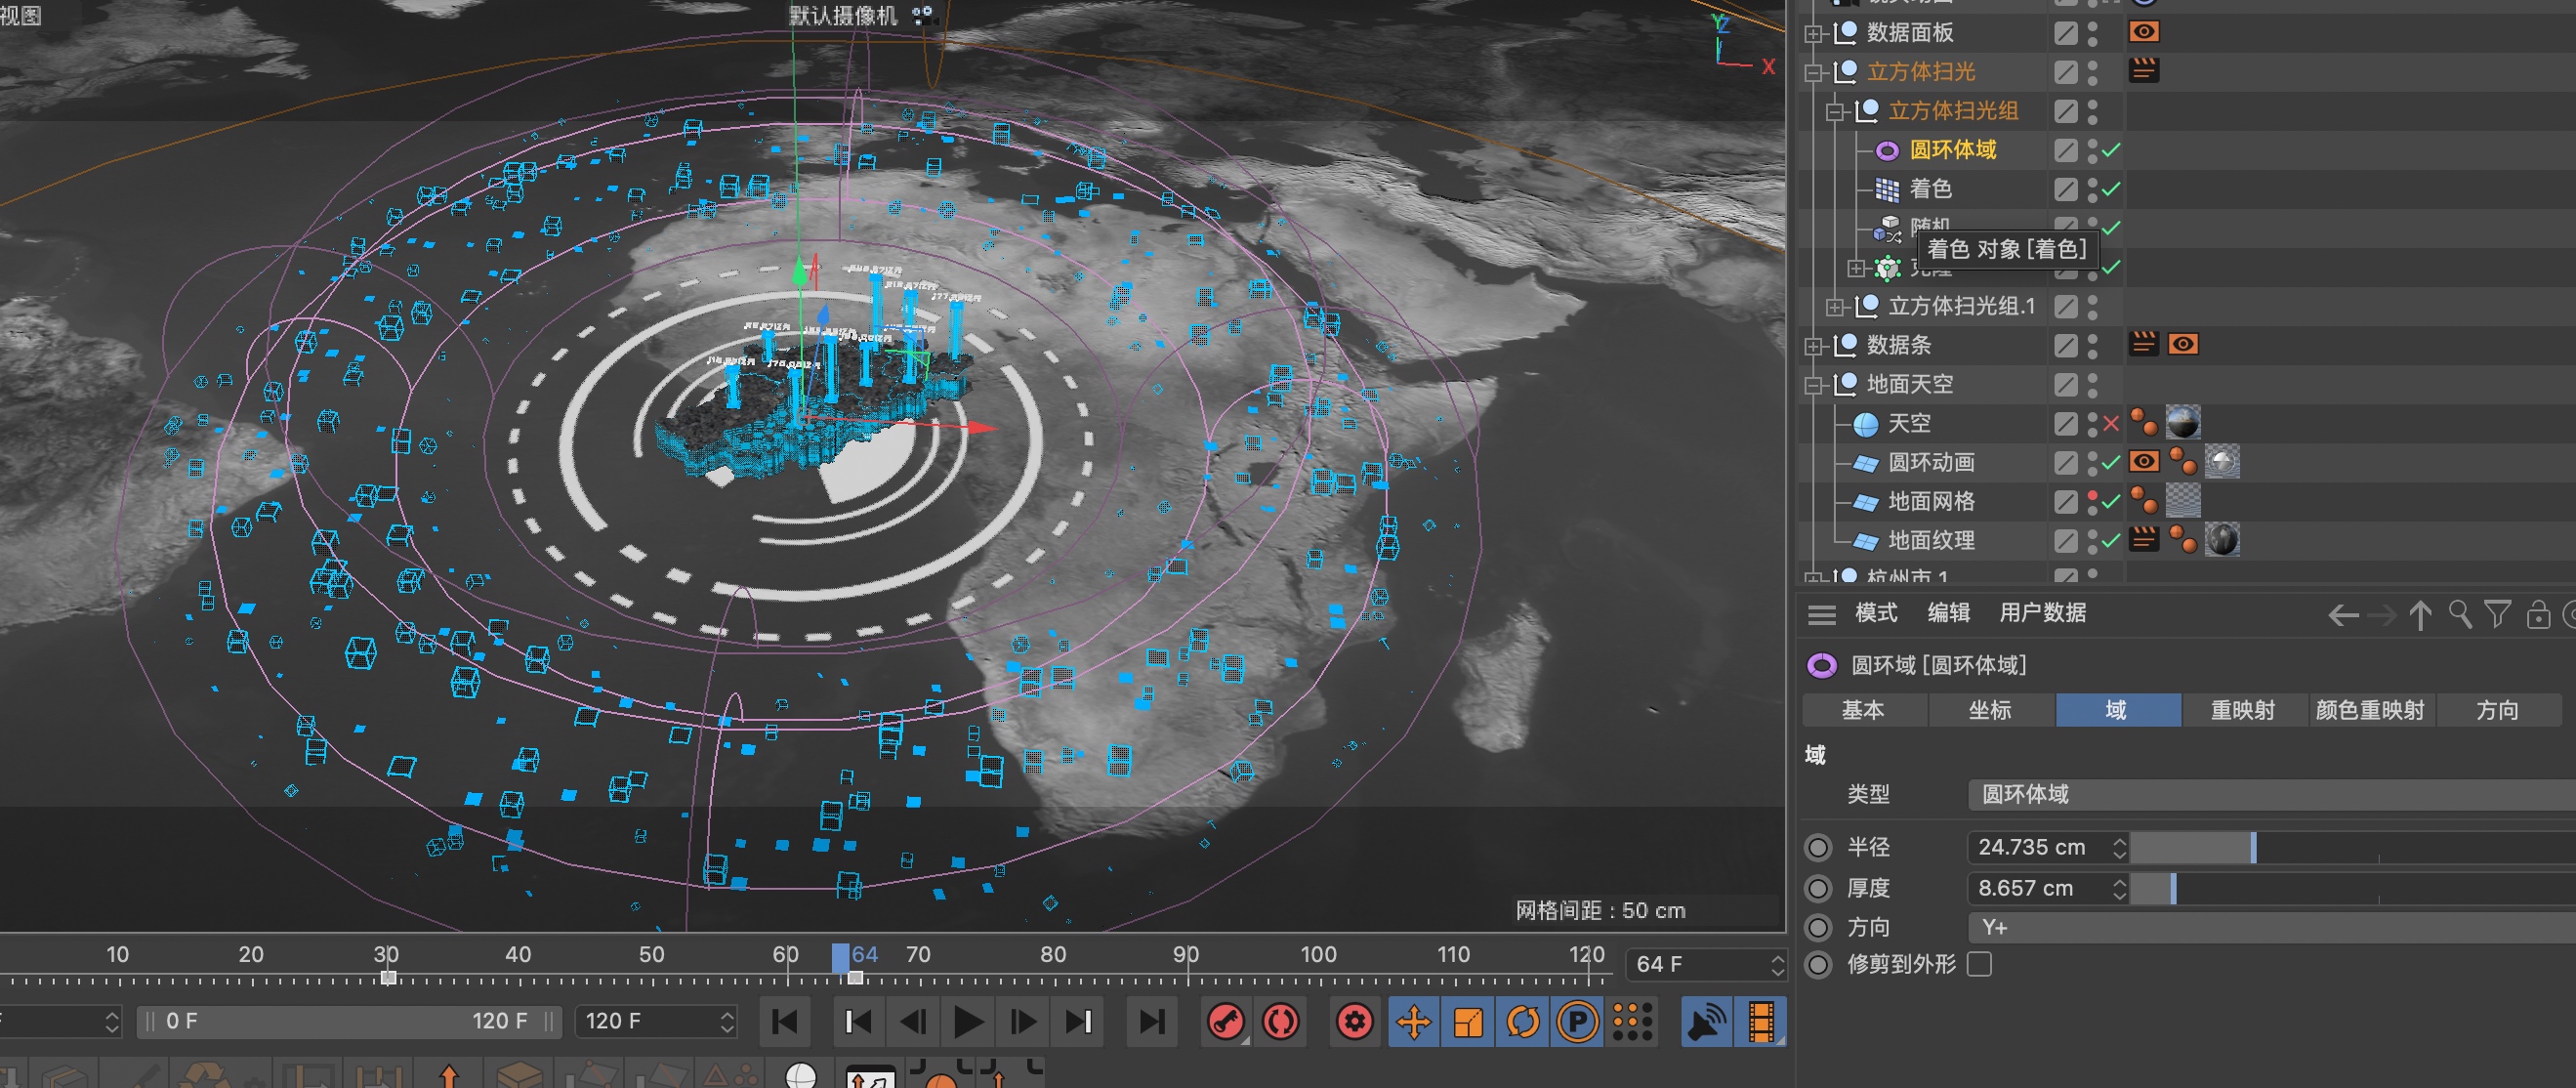 视图
默认摄像机
Y
Z
X
网格间距 : 50 cm
数据面板
立方体扫光
立方体扫光组
圆环体域
着色
随机
着色 对象 [着色]
克隆
立方体扫光组.1
数据条
地面天空
天空
圆环动画
地面网格
地面纹理
杭州市.1
模式 编辑 用户数据
圆环域 [圆环体域]
基本 坐标 域 重映射 颜色重映射 方向
域
类型 圆环体域
半径 24.735 cm
厚度 8.657 cm
方向 Y+
修剪到外形
10 20 30 40 50 60 64 70 80 90 100 110 120
64 F
0 F 120 F 120 F
P